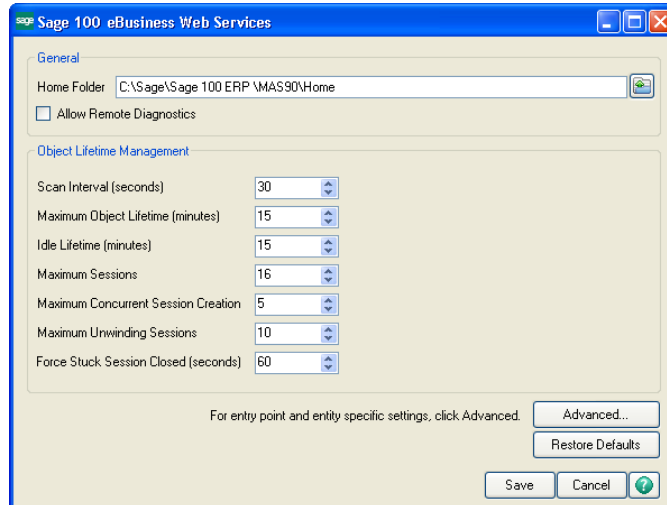 sage Sage 100 eBusiness Web Services
General
Home Folder C:\Sage\Sage 100 ERP \MAS90\Home
Allow Remote Diagnostics
Object Lifetime Management
Scan Interval (seconds) 30
Maximum Object Lifetime (minutes) 15
Idle Lifetime (minutes) 15
Maximum Sessions 16
Maximum Concurrent Session Creation 5
Maximum Unwinding Sessions 10
Force Stuck Session Closed (seconds) 60
For entry point and entity specific settings, click Advanced. Advanced...
Restore Defaults
Save Cancel ?